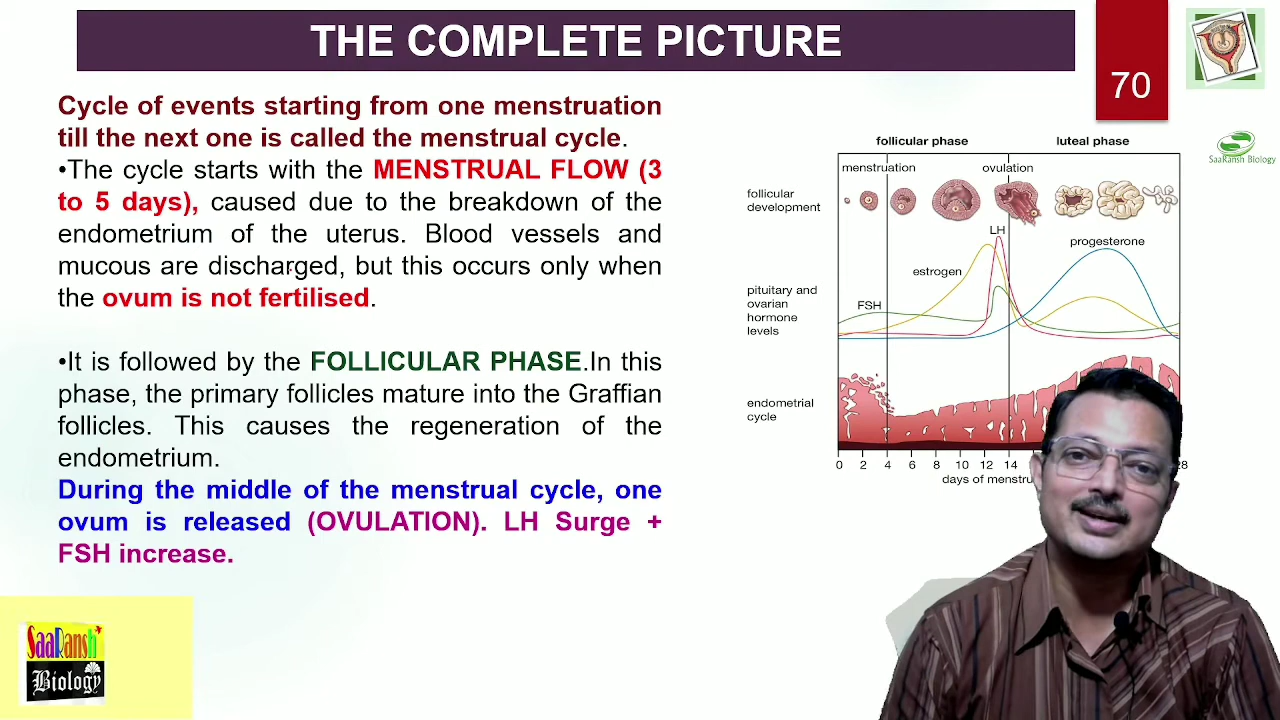 THE COMPLETE PICTURE
70
Cycle of events starting from one menstruation
till the next one is called the menstrual cycle.
•The cycle starts with the MENSTRUAL FLOW (3
to 5 days), caused due to the breakdown of the
endometrium of the uterus. Blood vessels and
mucous are discharged, but this occurs only when
the ovum is not fertilised.
•It is followed by the FOLLICULAR PHASE.In this
phase, the primary follicles mature into the Graffian
follicles. This causes the regeneration of the
endometrium.
During the middle of the menstrual cycle, one
ovum is released (OVULATION). LH Surge +
FSH increase.
SaaRansh
Biology
SaaRansh Biology
follicular phase
luteal phase
menstruation
ovulation
follicular
development
LH
progesterone
estrogen
pituitary and
ovarian
hormone
levels
FSH
endometrial
cycle
0 2 4 6 8 10 12 14
days of menstru